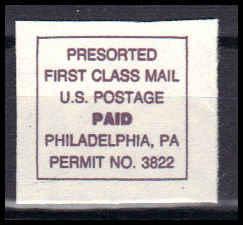 PRESORTED
FIRST CLASS MAIL
U.S. POSTAGE
PAID
PHILADELPHIA, PA
PERMIT NO. 3822